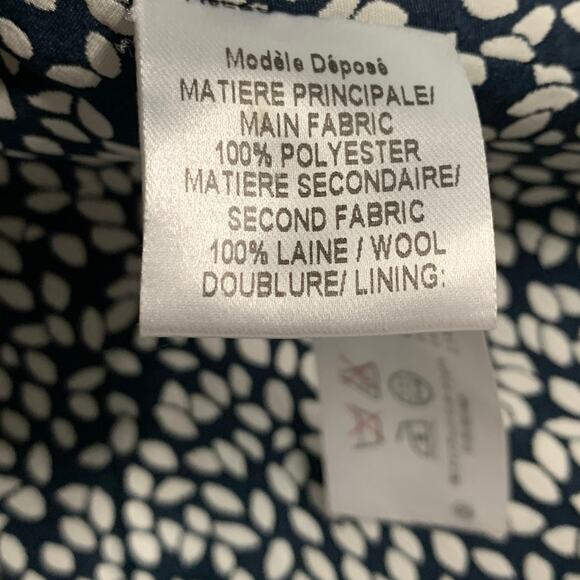 Modèle Déposé
MATIERE PRINCIPALE/
MAIN FABRIC
100% POLYESTER
MATIERE SECONDAIRE/
SECOND FABRIC
100% LAINE / WOOL
DOUBLURE/ LINING: